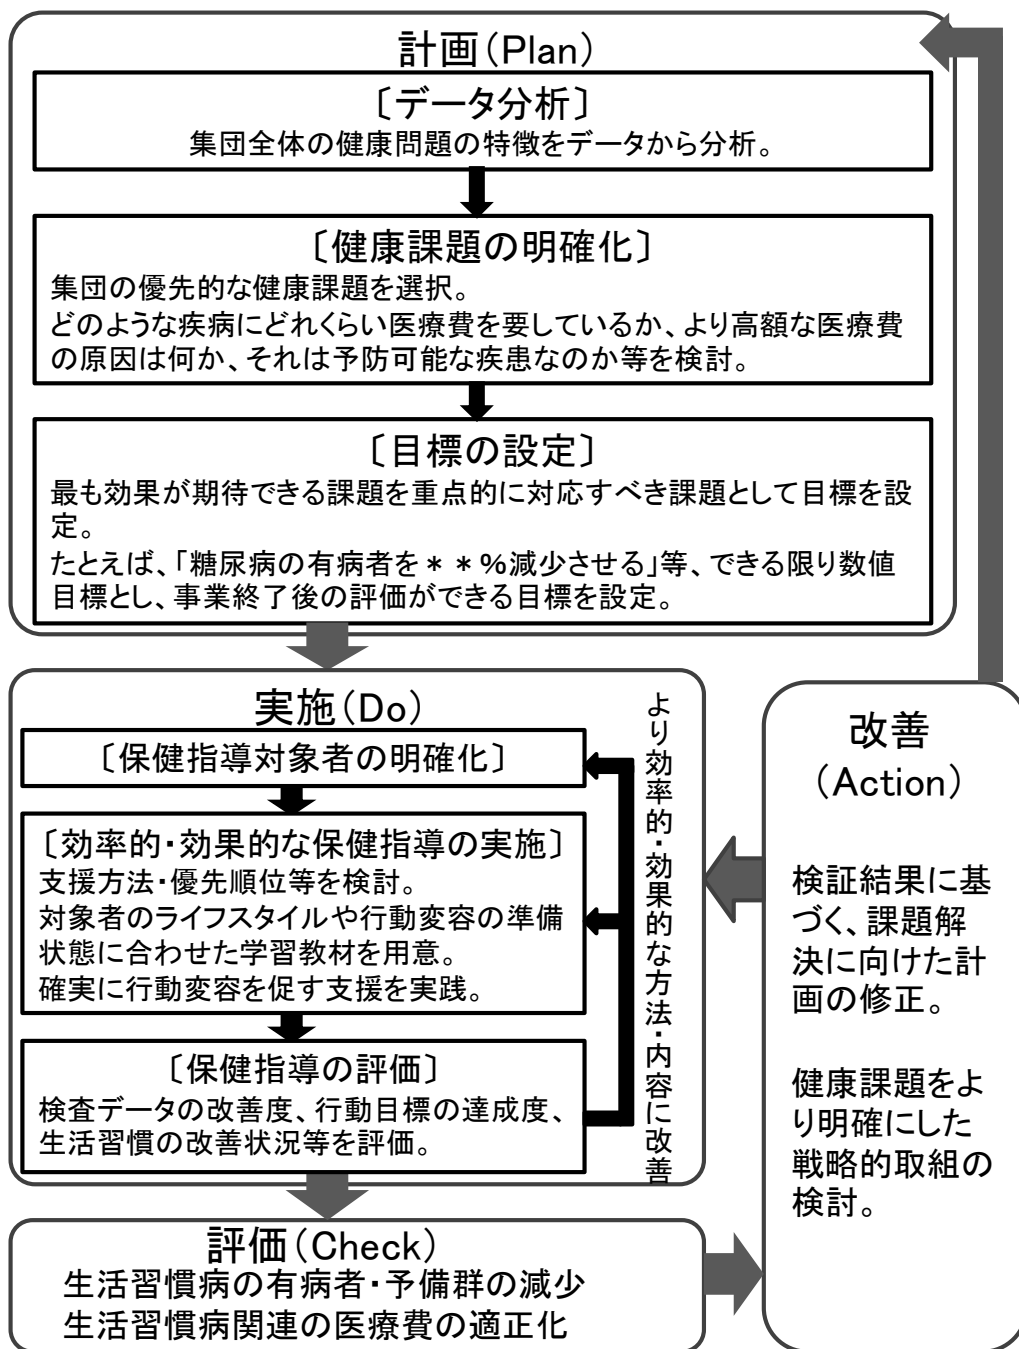 計画(Plan)
〔データ分析〕
集団全体の健康問題の特徴をデータから分析。
〔健康課題の明確化〕
集団の優先的な健康課題を選択。
どのような疾病にどれくらい医療費を要しているか、より高額な医療費
の原因は何か、それは予防可能な疾患なのか等を検討。
〔目標の設定〕
最も効果が期待できる課題を重点的に対応すべき課題として目標を設
定。
たとえば、「糖尿病の有病者を＊＊%減少させる」等、できる限り数値
目標とし、事業終了後の評価ができる目標を設定。
実施(Do)
〔保健指導対象者の明確化〕
〔効率的・効果的な保健指導の実施〕
支援方法・優先順位等を検討。
対象者のライフスタイルや行動変容の準備
状態に合わせた学習教材を用意。
確実に行動変容を促す支援を実践。
〔保健指導の評価〕
検査データの改善度、行動目標の達成度、
生活習慣の改善状況等を評価。
より効率的・効果的な方法・内容に改善
評価(Check)
生活習慣病の有病者・予備群の減少
生活習慣病関連の医療費の適正化
改善
(Action)
検証結果に基
づく、課題解
決に向けた計
画の修正。
健康課題をよ
り明確にした
戦略的取組の
検討。